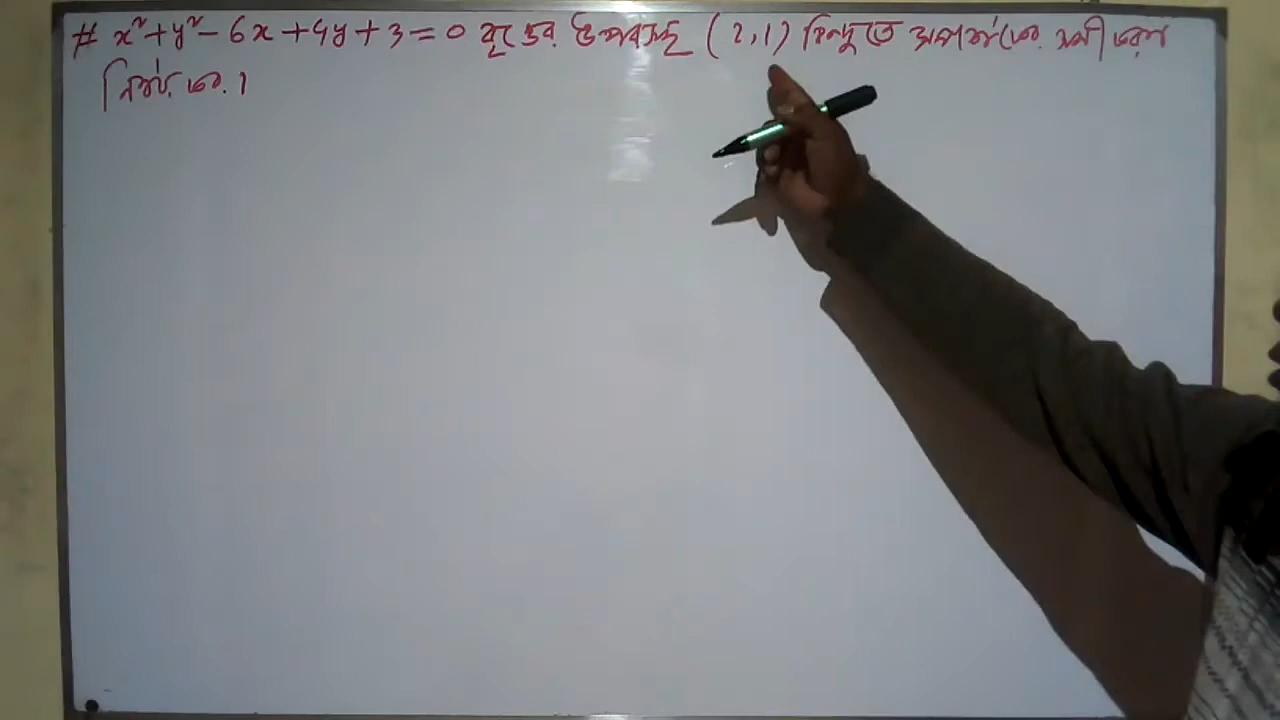 # x²+y²-6x+4y+3=0 বৃত্তের উপরস্থ (2,1) বিন্দুতে স্পর্শকের সমীকরণ
নির্ণয় কর।